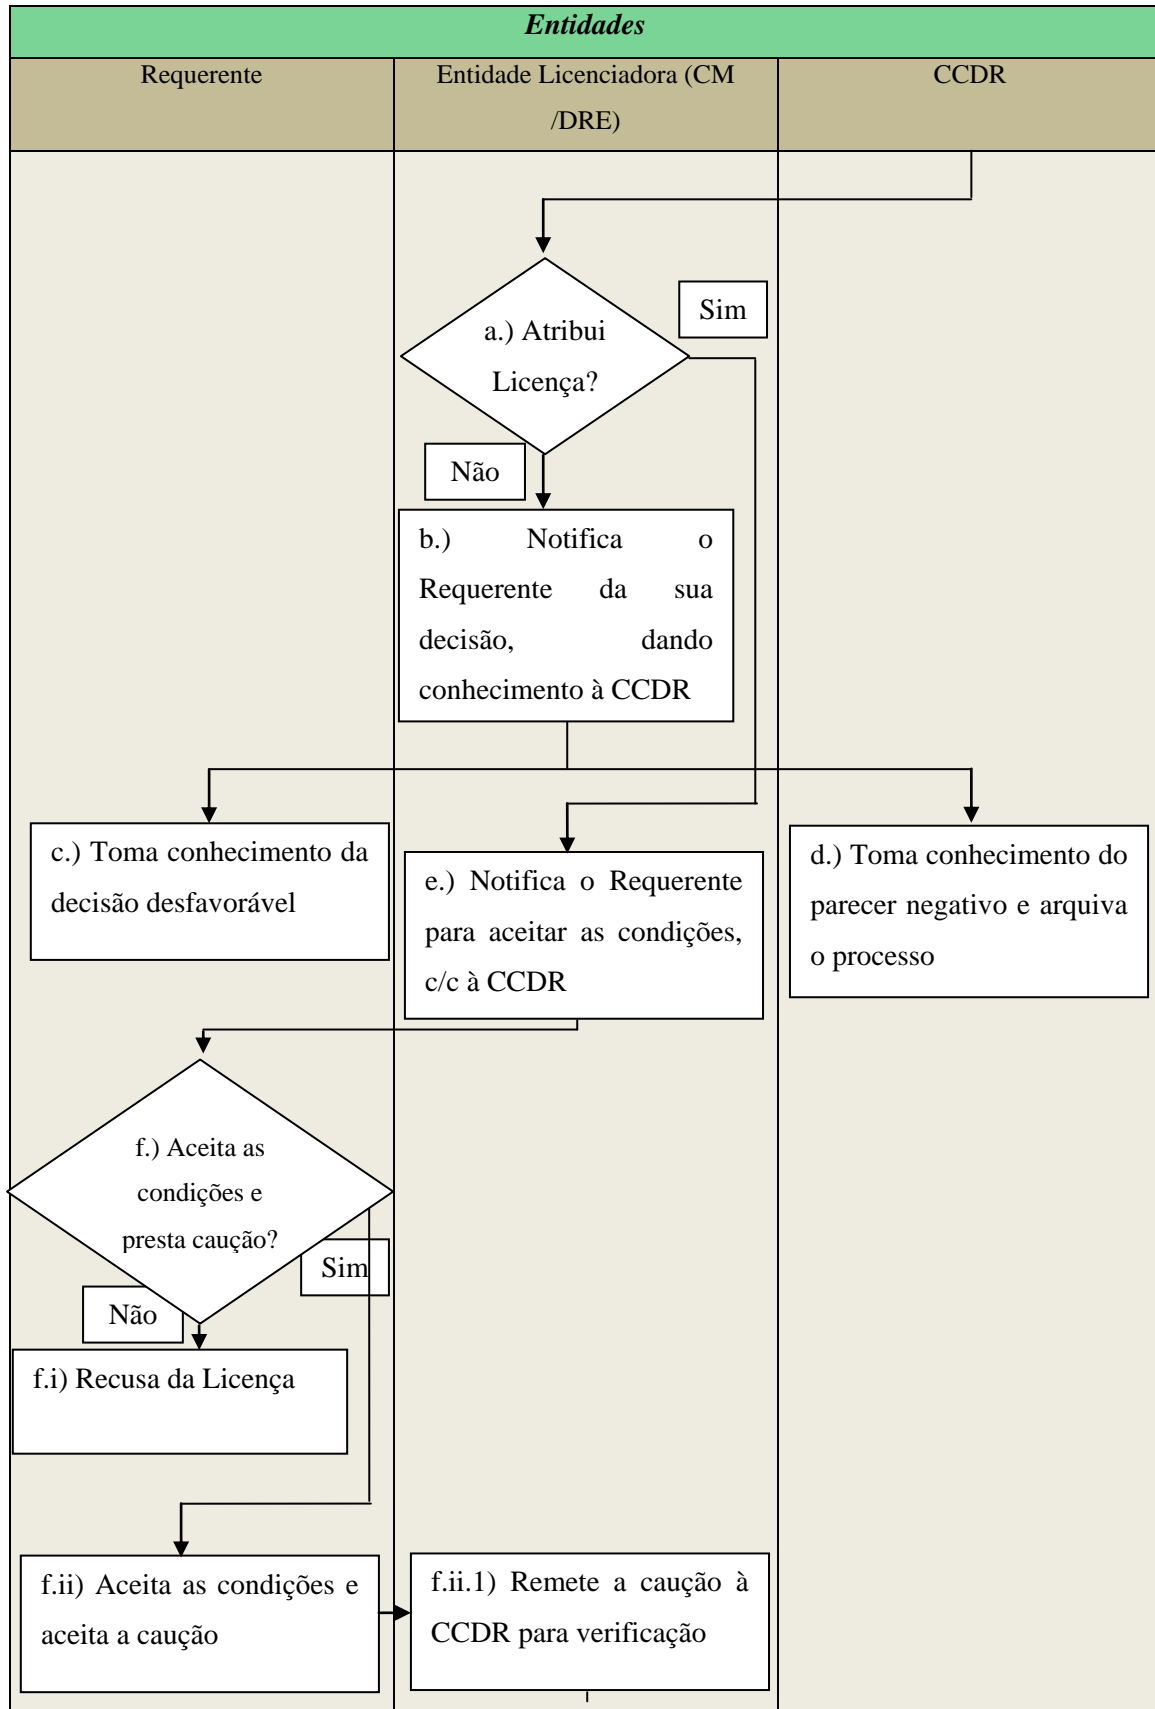 Entidades
Requerente
Entidade Licenciadora (CM
/DRE)
CCDR
a.) Atribui
Licença?
Sim
Não
b.) Notifica o
Requerente da sua
decisão, dando
conhecimento à CCDR
c.) Toma conhecimento da
decisão desfavorável
e.) Notifica o Requerente
para aceitar as condições,
c/c à CCDR
d.) Toma conhecimento do
parecer negativo e arquiva
o processo
f.) Aceita as
condições e
presta caução?
Sim
Não
f.i) Recusa da Licença
f.ii) Aceita as condições e
aceita a caução
f.ii.1) Remete a caução à
CCDR para verificação